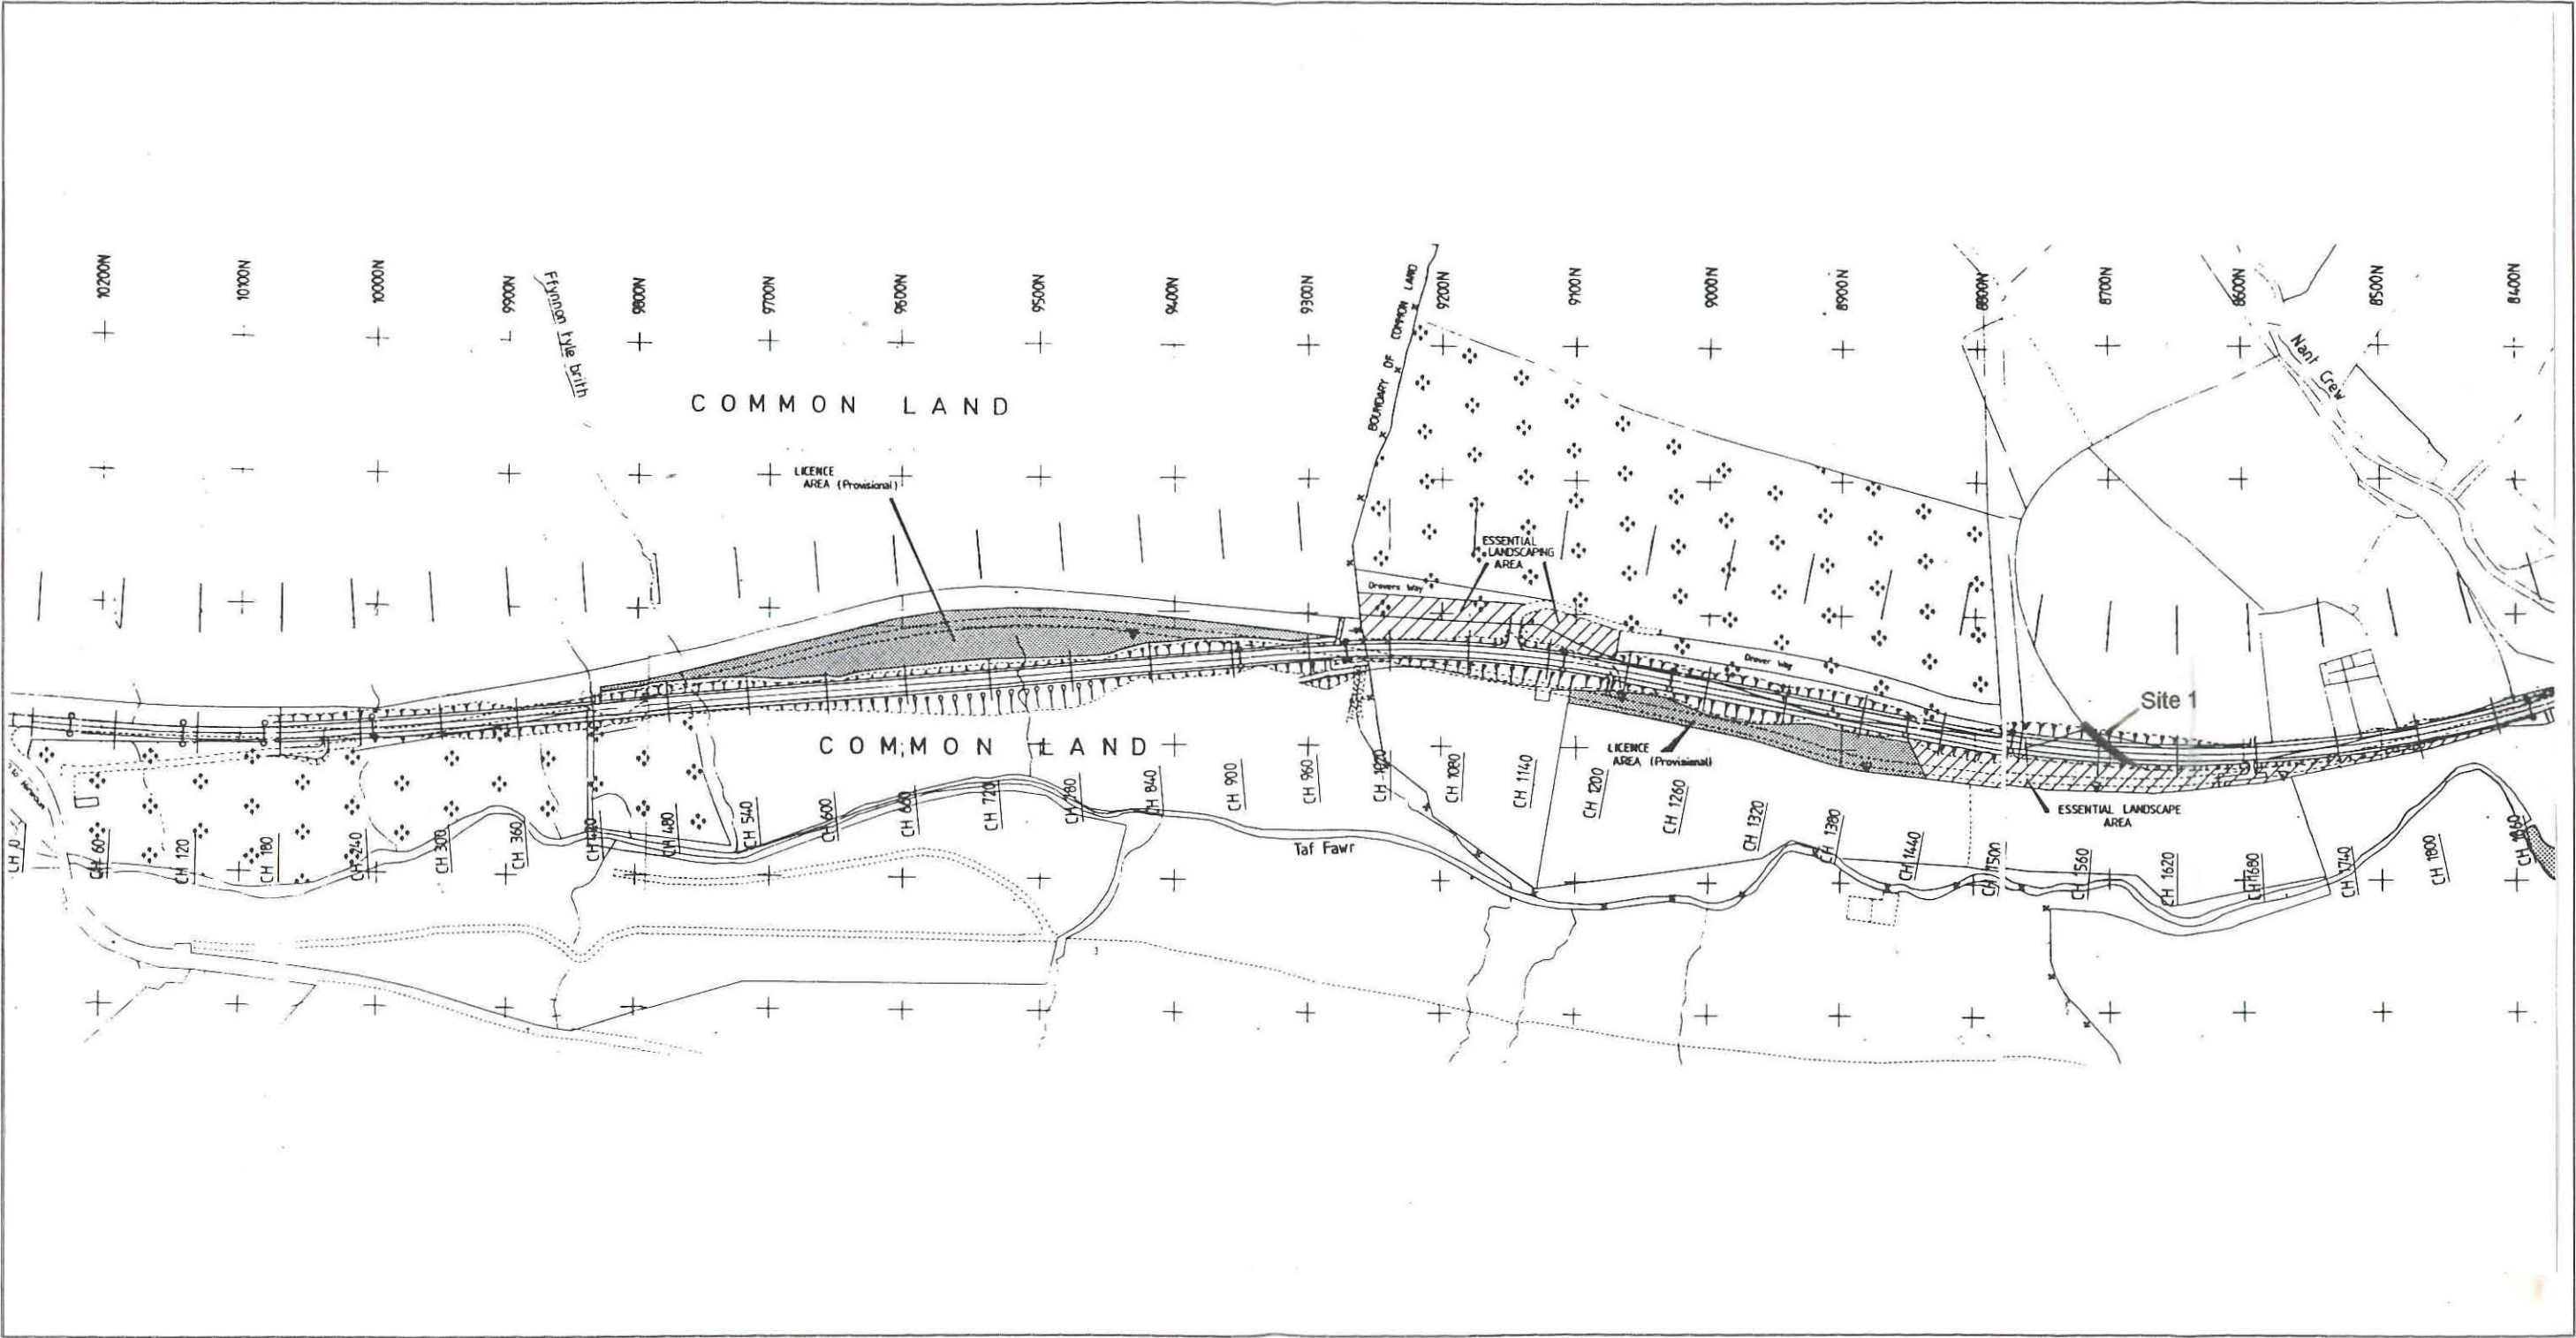 10200N
10100N
10000N
9900N
9800N
9700N
9600N
9500N
9400N
9300N
9200N
9100N
9000N
8900N
8800N
8700N
8600N
8500N
8400N
Ffynnon tyle brith
BOUNDARY OF COMMON LAND
Nant Crew
COMMON LAND
LICENCE
AREA (Provisional)
ESSENTIAL
LANDSCAPING
AREA
Drovers Way
Drover Way
Site 1
COMMON LAND
LICENCE
AREA (Provisional)
ESSENTIAL LANDSCAPE
AREA
Taf Fawr
CH 0
CH 60
CH 120
CH 180
CH 240
CH 300
CH 360
CH 420
CH 480
CH 540
CH 600
CH 660
CH 720
CH 780
CH 840
CH 900
CH 960
CH 1020
CH 1080
CH 1140
CH 1200
CH 1260
CH 1320
CH 1380
CH 1440
CH 1500
CH 1560
CH 1620
CH 1680
CH 1740
CH 1800
CH 1860